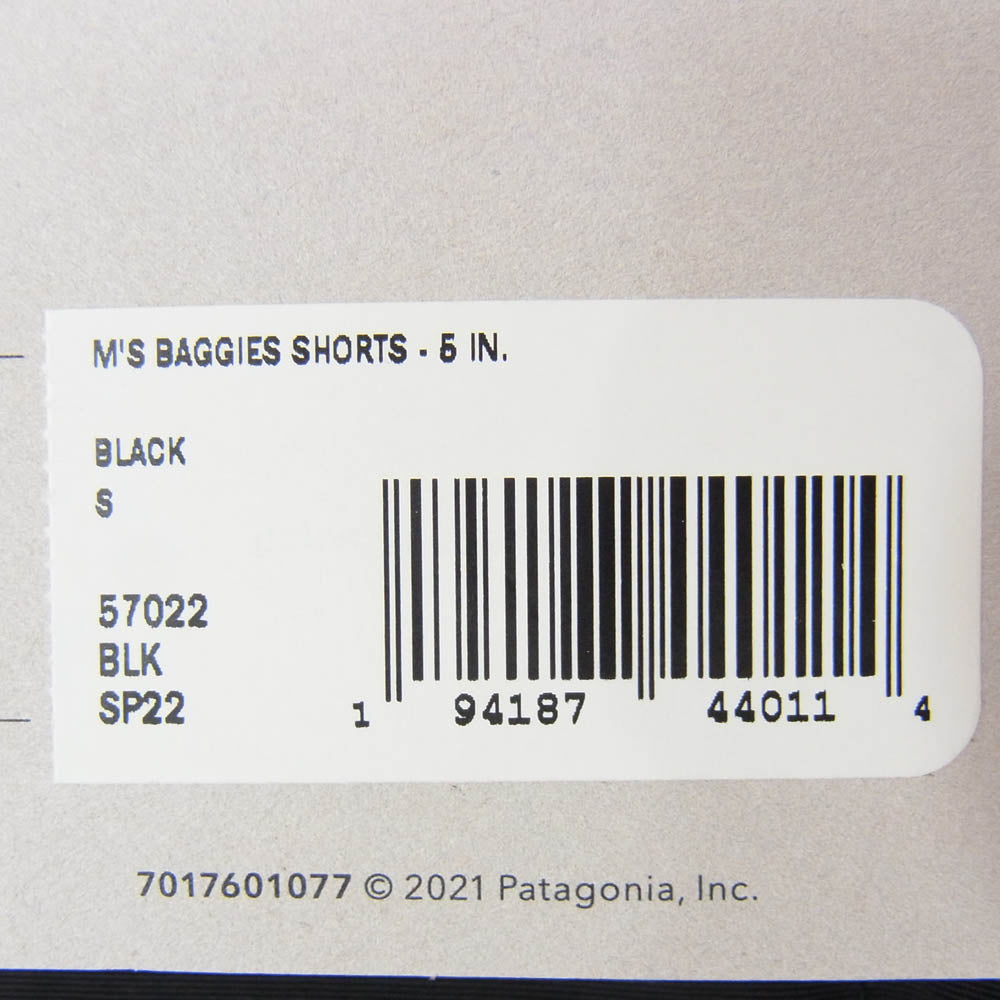 M'S BAGGIES SHORTS - 5 IN.
BLACK
S
57022
BLK
SP22
1 94187 44011 4
7017601077 © 2021 Patagonia, Inc.